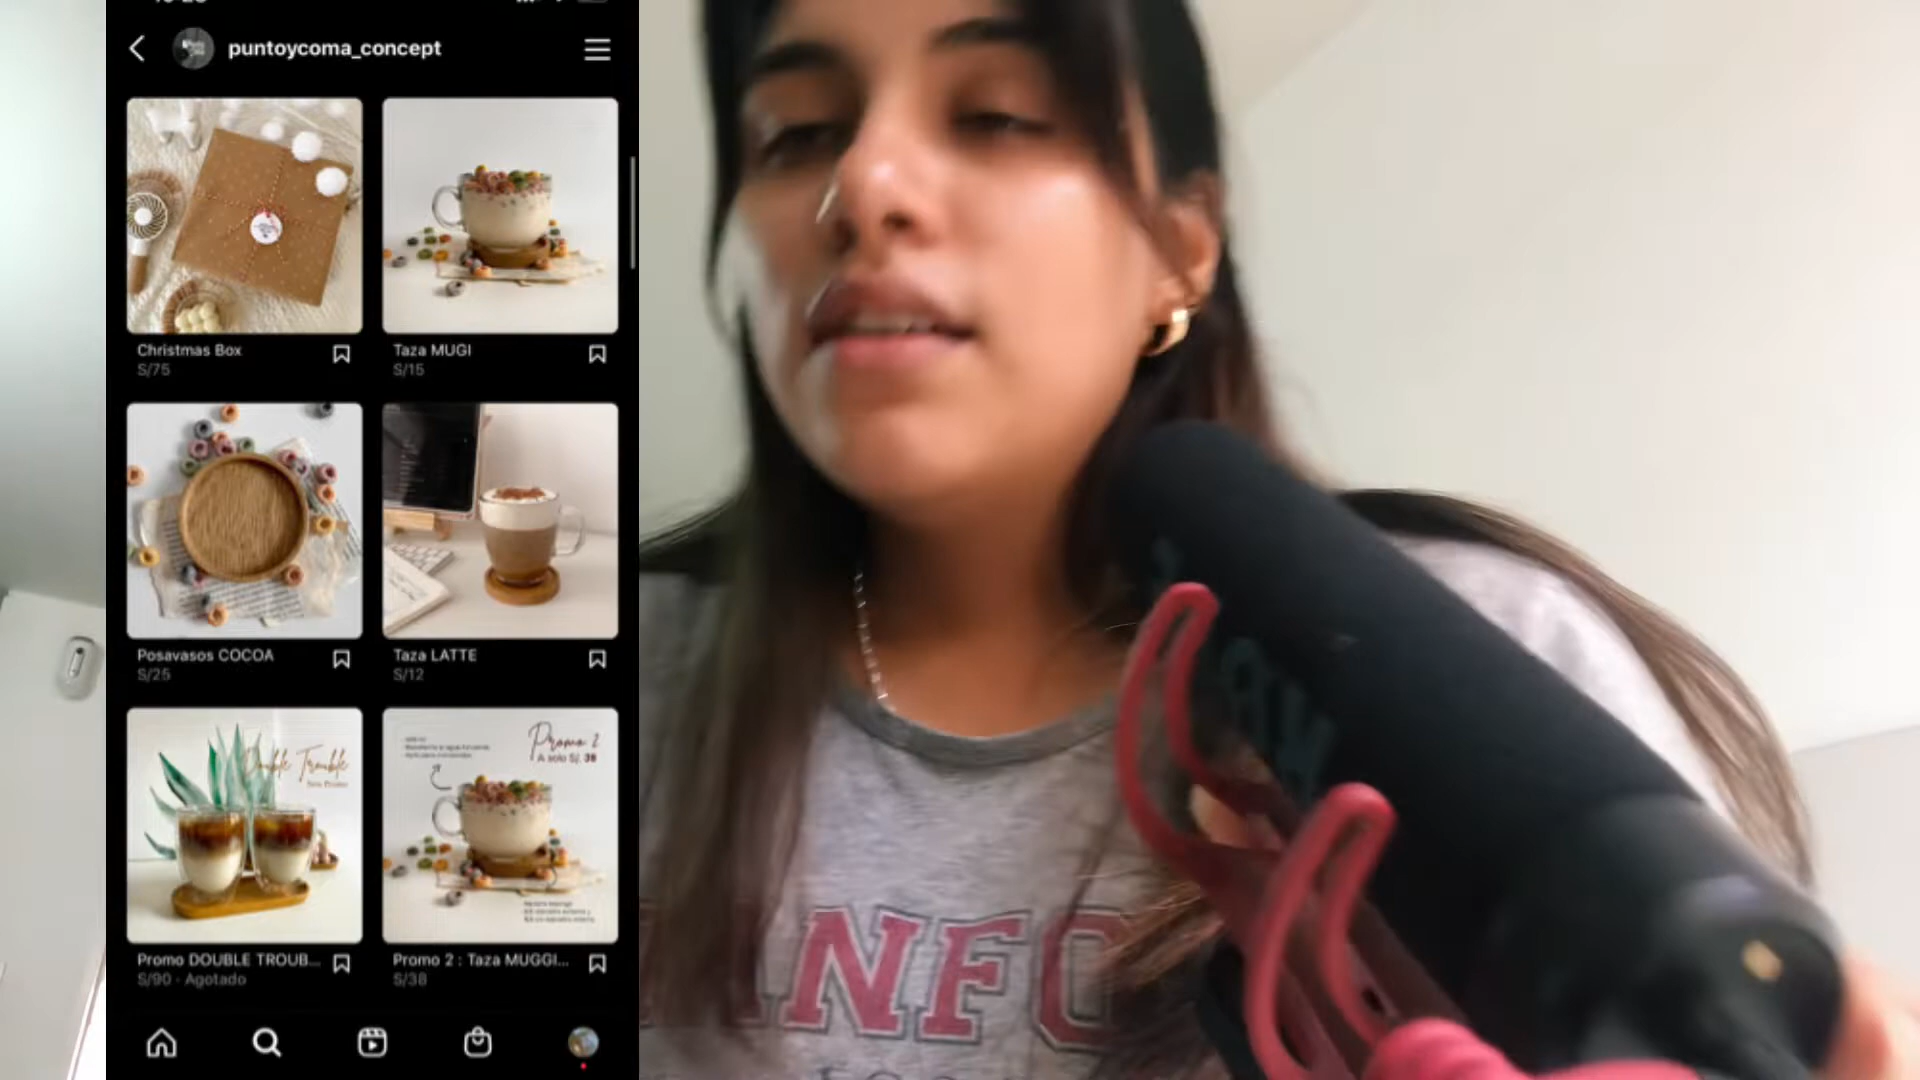 puntoycoma_concept
Christmas Box
S/75
Taza MUGI
S/15
Posavasos COCOA
S/25
Taza LATTE
S/12
Double Trouble
Promo 2
A solo S/. 38
Promo DOUBLE TROUB...
S/90 · Agotado
Promo 2 : Taza MUGGI...
S/38
NFO